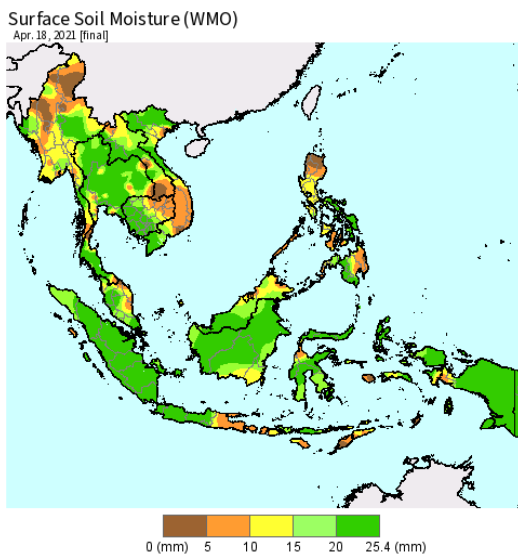 Surface Soil Moisture (WMO)
Apr. 18, 2021 [final]
0 (mm) 5 10 15 20 25.4 (mm)